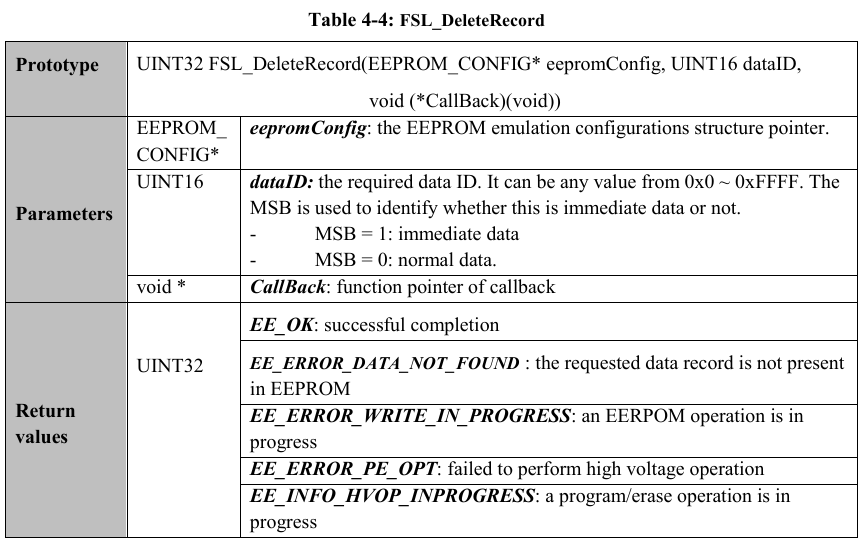 Table 4-4: FSL_DeleteRecord
Prototype
UINT32 FSL_DeleteRecord(EEPROM_CONFIG* eepromConfig, UINT16 dataID,
void (*CallBack)(void))
Parameters
EEPROM_
CONFIG*
eepromConfig: the EEPROM emulation configurations structure pointer.
UINT16
dataID: the required data ID. It can be any value from 0x0 ~ 0xFFFF. The
MSB is used to identify whether this is immediate data or not.
- MSB = 1: immediate data
- MSB = 0: normal data.
void *
CallBack: function pointer of callback
Return
values
UINT32
EE_OK: successful completion
EE_ERROR_DATA_NOT_FOUND : the requested data record is not present
in EEPROM
EE_ERROR_WRITE_IN_PROGRESS: an EERPOM operation is in
progress
EE_ERROR_PE_OPT: failed to perform high voltage operation
EE_INFO_HVOP_INPROGRESS: a program/erase operation is in
progress